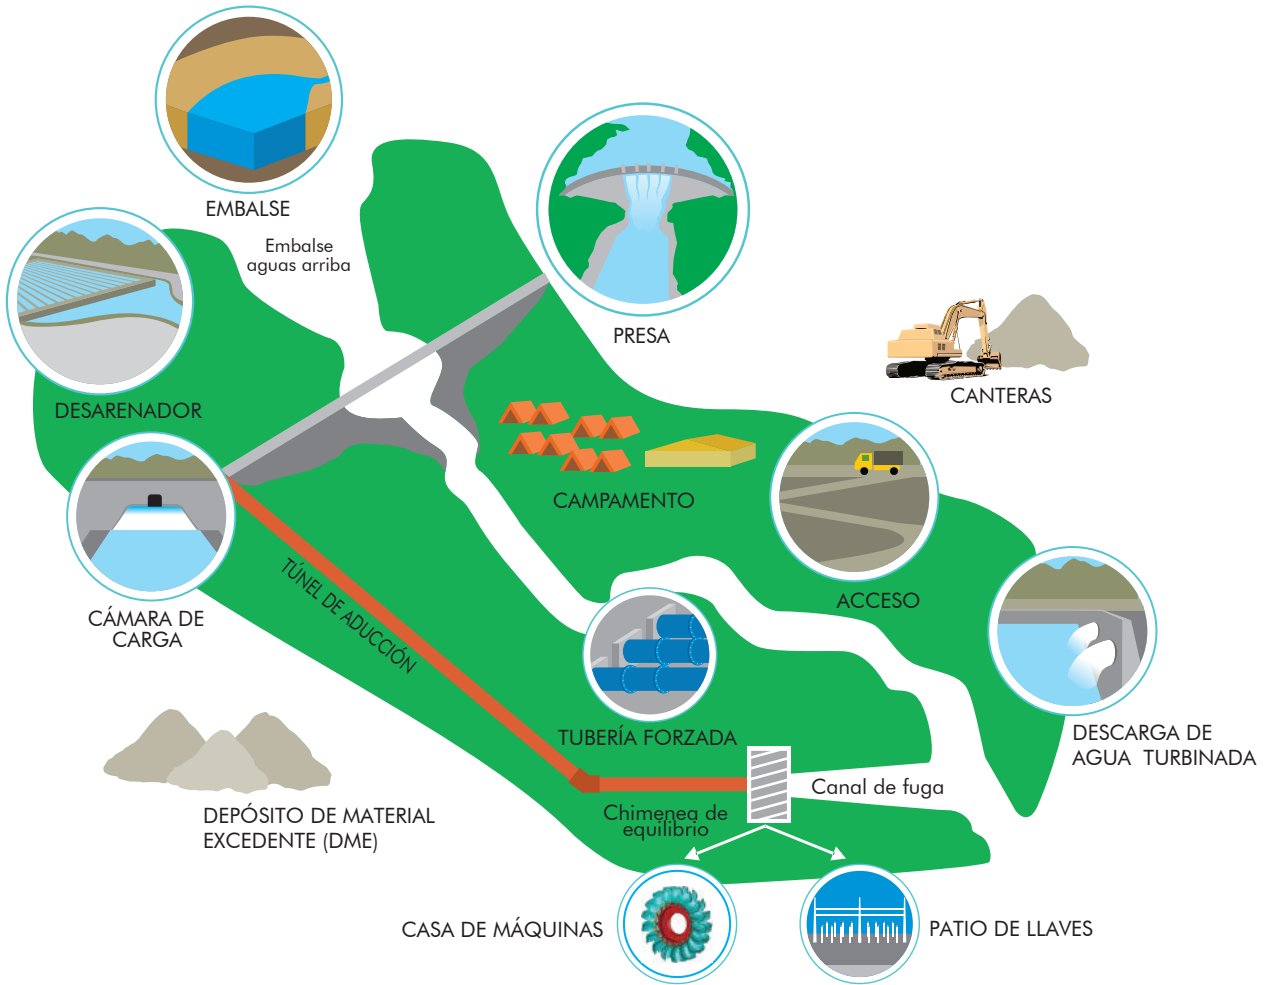 EMBALSE
Embalse
aguas arriba
PRESA
DESARENADOR
CANTERAS
CAMPAMENTO
ACCESO
CÁMARA DE
CARGA
TÚNEL DE ADUCCIÓN
TUBERÍA FORZADA
DESCARGA DE
AGUA TURBINADA
Canal de fuga
Chimenea de
equilibrio
DEPÓSITO DE MATERIAL
EXCEDENTE (DME)
CASA DE MÁQUINAS
PATIO DE LLAVES